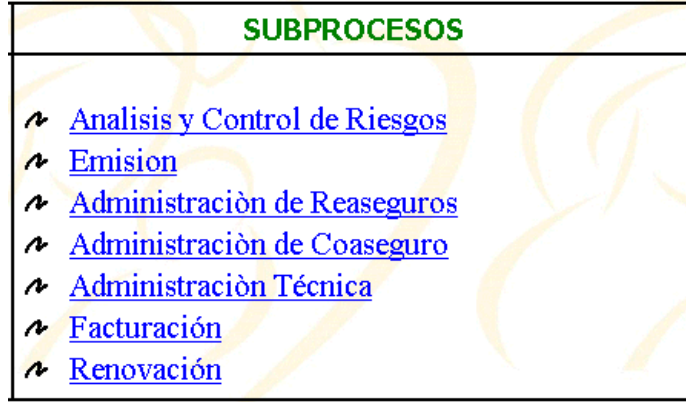 SUBPROCESOS
Analisis y Control de Riesgos
Emision
Administraciòn de Reaseguros
Administraciòn de Coaseguro
Administraciòn Técnica
Facturación
Renovación